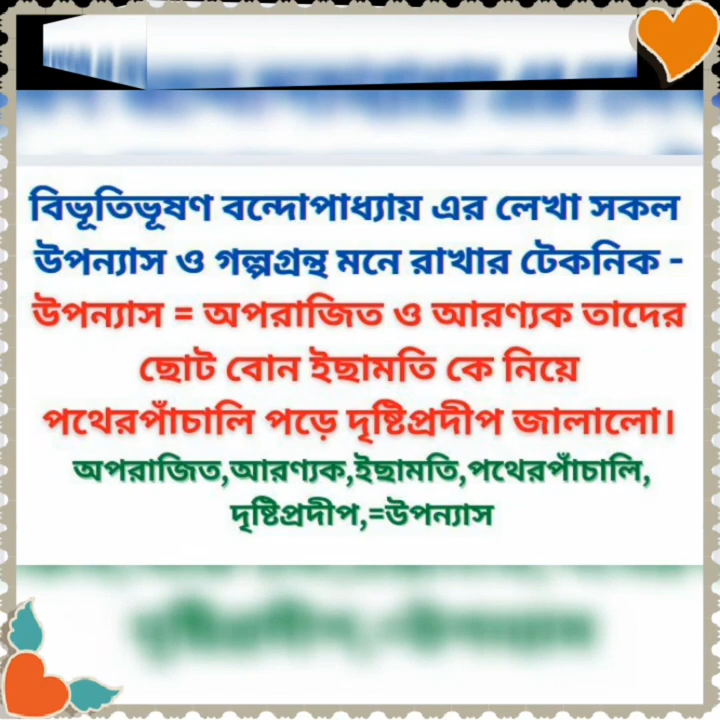 বিভূতিভূষণ বন্দোপাধ্যায় এর লেখা সকল
উপন্যাস ও গল্পগ্রন্থ মনে রাখার টেকনিক -
উপন্যাস = অপরাজিত ও আরণ্যক তাদের
ছোট বোন ইছামতি কে নিয়ে
পথেরপাঁচালি পড়ে দৃষ্টিপ্রদীপ জালালো।
অপরাজিত,আরণ্যক,ইছামতি,পথেরপাঁচালি,
দৃষ্টিপ্রদীপ,=উপন্যাস